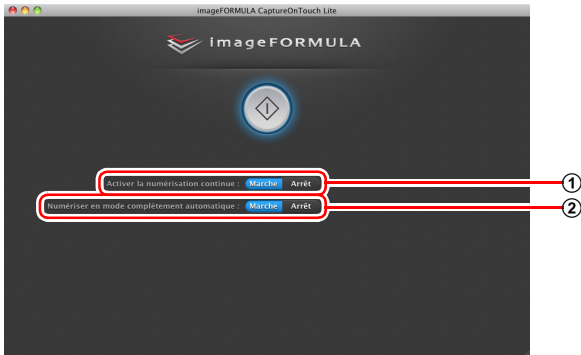 imageFORMULA CaptureOnTouch Lite
imageFORMULA
Activer la numérisation continue : Marche Arrêt ①
Numériser en mode complètement automatique : Marche Arrêt ②